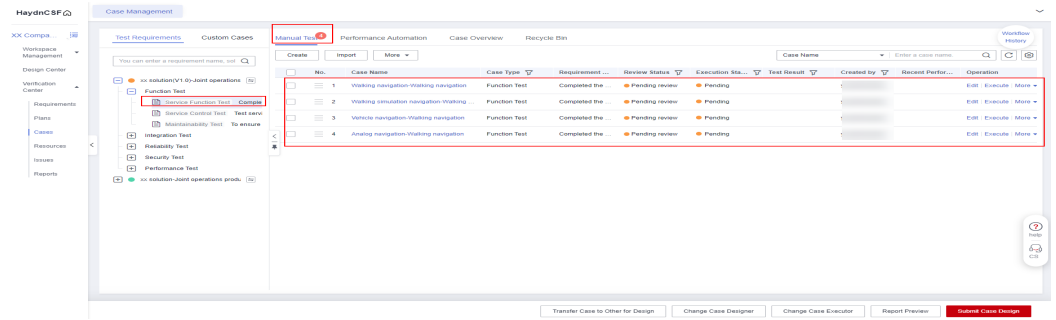 HaydnCSF
Case Management
XX Compa...
Workspace Management
Design Center
Verification Center
Requirements
Plans
Cases
Resources
Issues
Reports
Test Requirements Custom Cases
You can enter a requirement name, sol
xx solution(V1.0)-Joint operations
Function Test
Service Function Test Comple
Service Control Test Test servi
Maintainability Test To ensure
Integration Test
Reliability Test
Security Test
Performance Test
xx solution-Joint operations produ
Manual Test 4 Performance Automation Case Overview Recycle Bin
Workflow History
Create Import More Case Name Enter a case name.
No. Case Name Case Type Requirement ... Review Status Execution Sta... Test Result Created by Recent Perfor... Operation
1 Walking navigation-Walking navigation Function Test Completed the ... Pending review Pending Edit Execute More
2 Walking simulation navigation-Walking ... Function Test Completed the ... Pending review Pending Edit Execute More
3 Vehicle navigation-Walking navigation Function Test Completed the ... Pending review Pending Edit Execute More
4 Analog navigation-Walking navigation Function Test Completed the ... Pending review Pending Edit Execute More
help
CS
Transfer Case to Other for Design Change Case Designer Change Case Executor Report Preview Submit Case Design